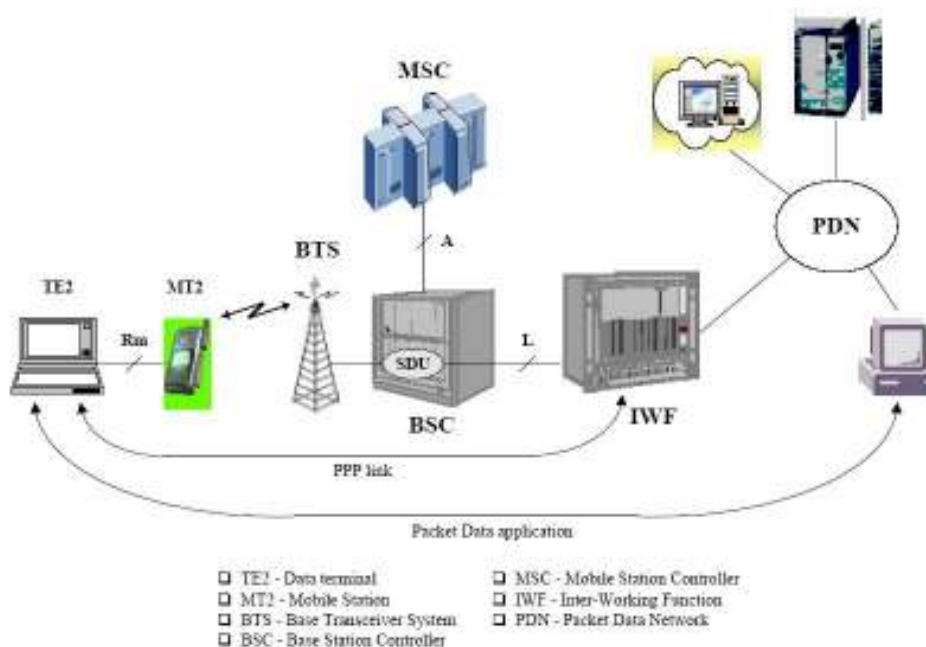 MSC
A
PDN
BTS
TE2
MT2
Rm
SDU
L
BSC
IWF
PPP link
Packet Data application
❑ TE2 - Data terminal
❑ MT2 - Mobile Station
❑ BTS - Base Transceiver System
❑ BSC - Base Station Controller
❑ MSC - Mobile Station Controller
❑ IWF - Inter-Working Function
❑ PDN - Packet Data Network